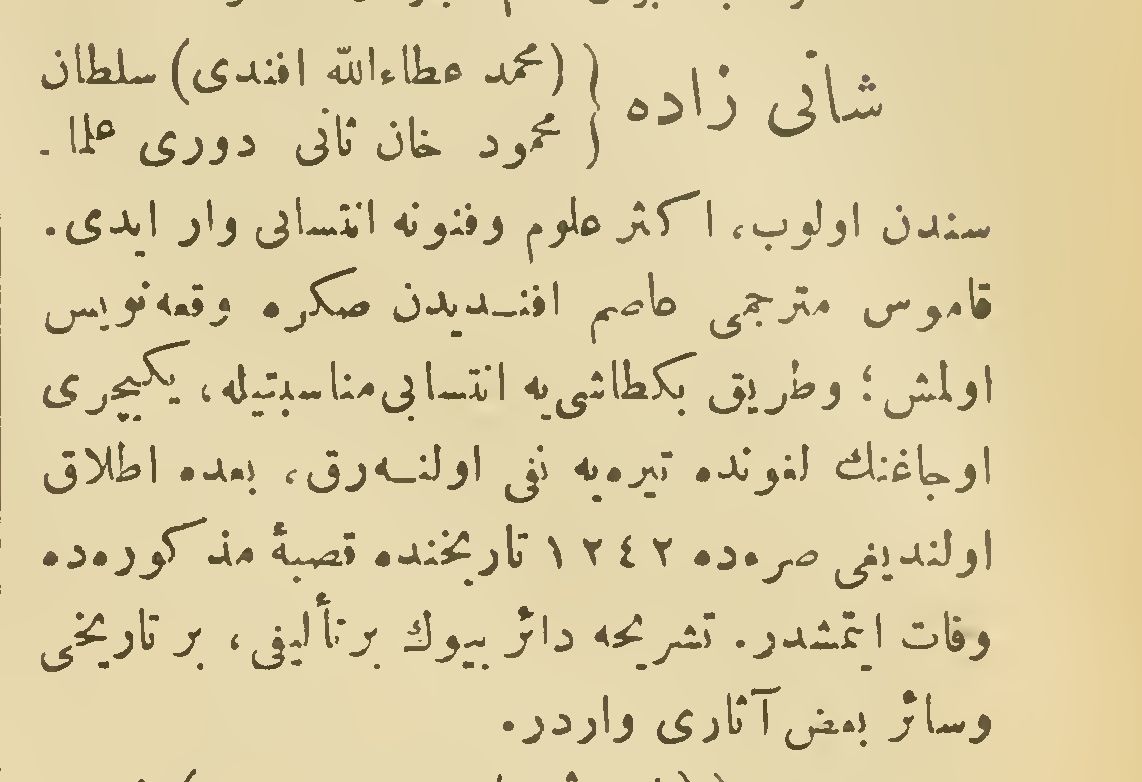 شانی زاده { (محمد عطاءالله افندی) سلطان
محمود خان ثانی دوری علما-
سندن اولوب، اکثر علوم وفنونه انتسابی وار ایدی.
قاموس مترجمی عاصم افندیدن صکره وقعه‌نویس
اولمش؛ وطریق بکطاشی‌یه انتسابی مناسبتیله، یکیچری
اوجاغنك لغونده تیره‌یه نفی اولنه‌رق، بعده اطلاق
اولندیغی صره‌ده ١٢٤٢ تاریخنده قصبهٔ مذکوره‌ده
وفات ایتمشدر. تشریحه دائر بیوك بر تألیفی، بر تاریخی
وسائر بعض آثاری واردر.